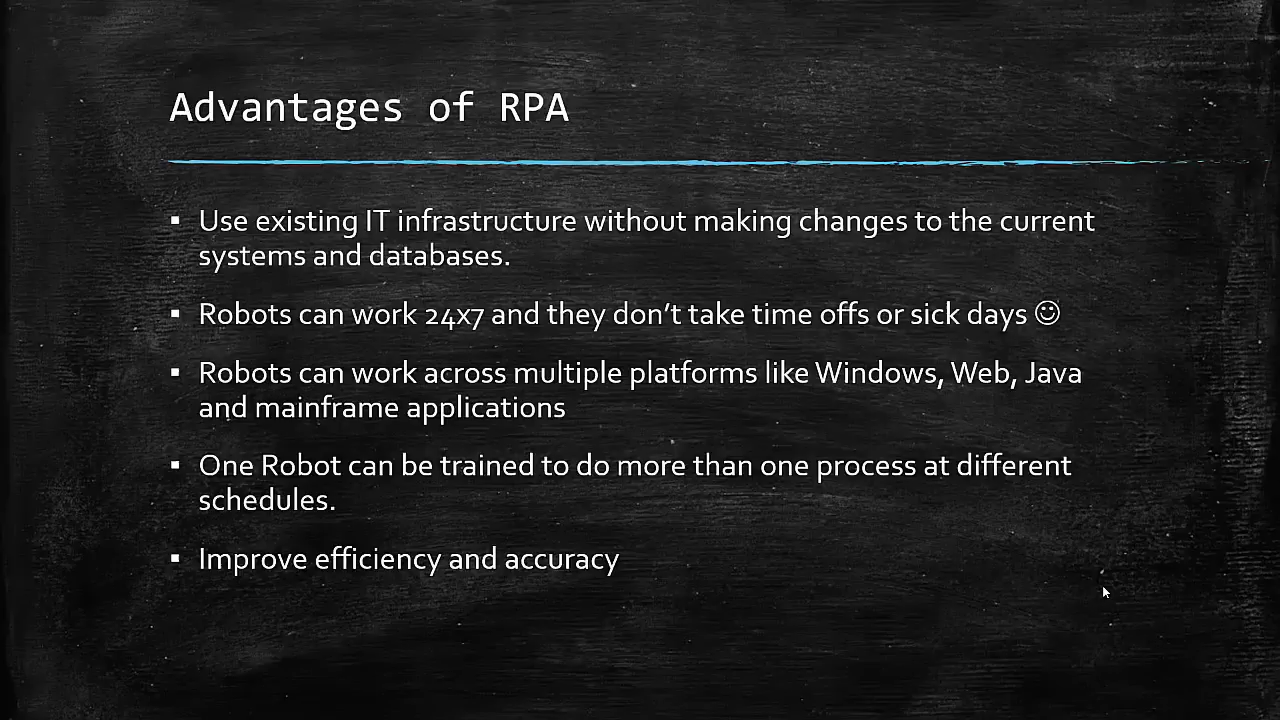 Advantages of RPA
▪ Use existing IT infrastructure without making changes to the current
systems and databases.
▪ Robots can work 24x7 and they don’t take time offs or sick days ☺
▪ Robots can work across multiple platforms like Windows, Web, Java
and mainframe applications
▪ One Robot can be trained to do more than one process at different
schedules.
▪ Improve efficiency and accuracy